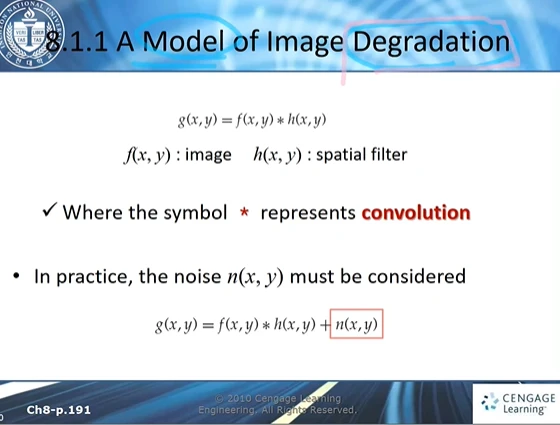 8.1.1 A Model of Image Degradation
g(x, y) = f(x, y) * h(x, y)
f(x, y) : image h(x, y) : spatial filter
✓ Where the symbol * represents convolution
• In practice, the noise n(x, y) must be considered
g(x, y) = f(x, y) * h(x, y) + n(x, y)
Ch8-p.191
© 2010 Cengage Learning
Engineering. All Rights Reserved.
CENGAGE
Learning